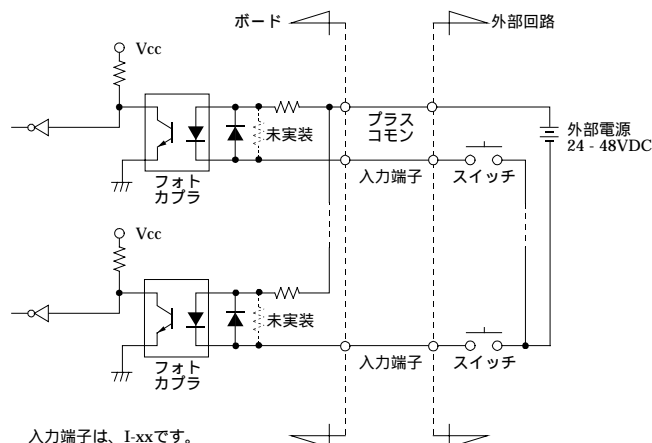 ボード
外部回路
Vcc
プラス
コモン
外部電源
24 - 48VDC
未実装
入力端子
スイッチ
フォト
カプラ
Vcc
未実装
入力端子
スイッチ
フォト
カプラ
入力端子は、I-xxです。